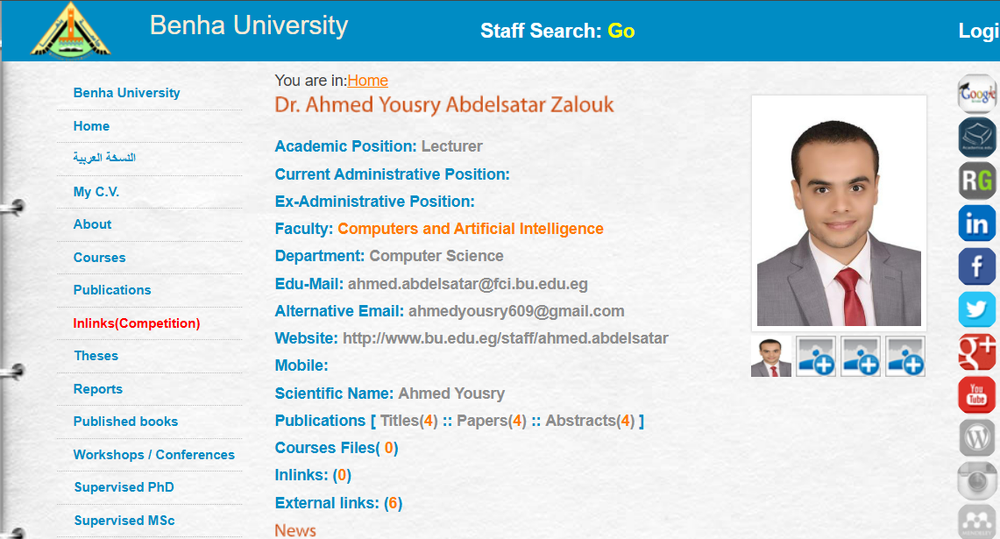 Benha University
Staff Search: Go
Logi
Benha University
Home
النسخة العربية
My C.V.
About
Courses
Publications
Inlinks(Competition)
Theses
Reports
Published books
Workshops / Conferences
Supervised PhD
Supervised MSc
You are in:Home
Dr. Ahmed Yousry Abdelsatar Zalouk
Academic Position: Lecturer
Current Administrative Position:
Ex-Administrative Position:
Faculty: Computers and Artificial Intelligence
Department: Computer Science
Edu-Mail: ahmed.abdelsatar@fci.bu.edu.eg
Alternative Email: ahmedyousry609@gmail.com
Website: http://www.bu.edu.eg/staff/ahmed.abdelsatar
Mobile:
Scientific Name: Ahmed Yousry
Publications [ Titles(4) :: Papers(4) :: Abstracts(4) ]
Courses Files( 0)
Inlinks: (0)
External links: (6)
News
Google
Academia.edu
RG
in
f
g+
You
Tube
W